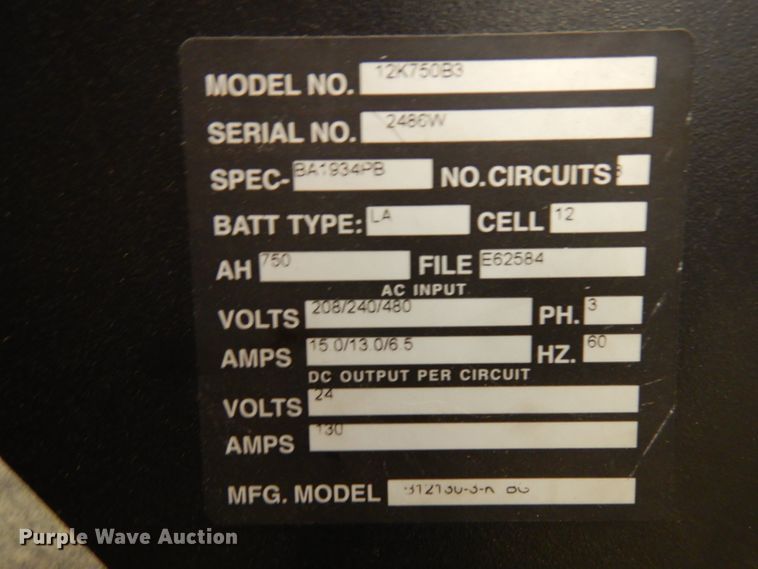 MODEL NO. 12K750B3
SERIAL NO. 2486W
SPEC- BA1934PB NO.CIRCUITS
BATT TYPE: LA CELL 12
AH 750 FILE E62584
AC INPUT
VOLTS 208/240/480 PH. 3
AMPS 15.0/13.0/6.5 HZ. 60
DC OUTPUT PER CIRCUIT
VOLTS 24
AMPS 130
MFG. MODEL
Purple Wave Auction